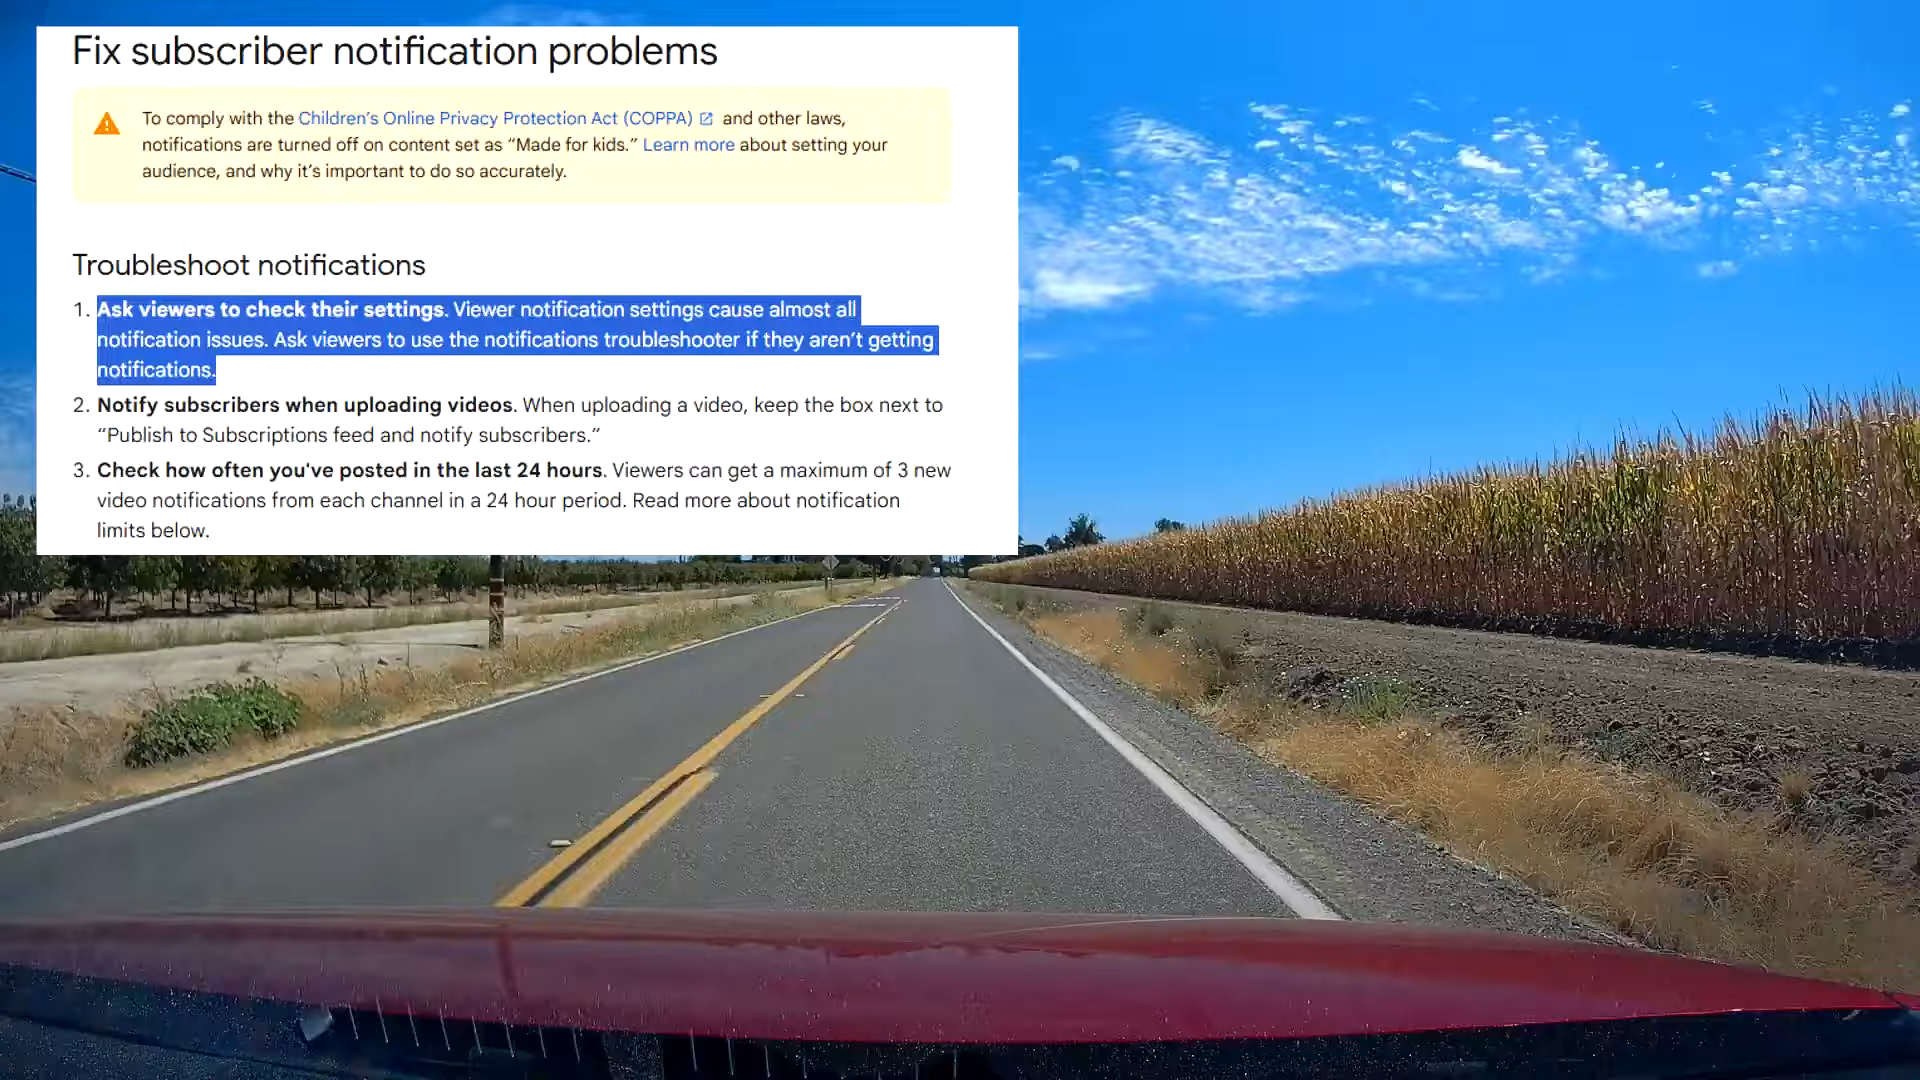 Fix subscriber notification problems
To comply with the Children’s Online Privacy Protection Act (COPPA) and other laws,
notifications are turned off on content set as “Made for kids.” Learn more about setting your
audience, and why it’s important to do so accurately.
Troubleshoot notifications
1. Ask viewers to check their settings. Viewer notification settings cause almost all
notification issues. Ask viewers to use the notifications troubleshooter if they aren’t getting
notifications.
2. Notify subscribers when uploading videos. When uploading a video, keep the box next to
“Publish to Subscriptions feed and notify subscribers.”
3. Check how often you've posted in the last 24 hours. Viewers can get a maximum of 3 new
video notifications from each channel in a 24 hour period. Read more about notification
limits below.